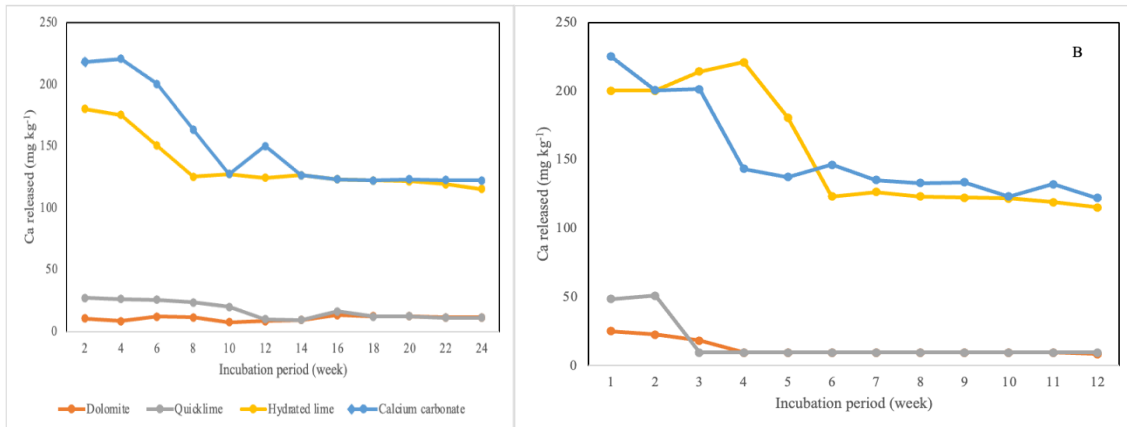 250
200
150
100
50
0
Ca released (mg kg⁻¹)
2 4 6 8 10 12 14 16 18 20 22 24
Incubation period (week)
Dolomite Quicklime Hydrated lime Calcium carbonate
B
250
200
150
100
50
0
Ca released (mg kg⁻¹)
1 2 3 4 5 6 7 8 9 10 11 12
Incubation period (week)